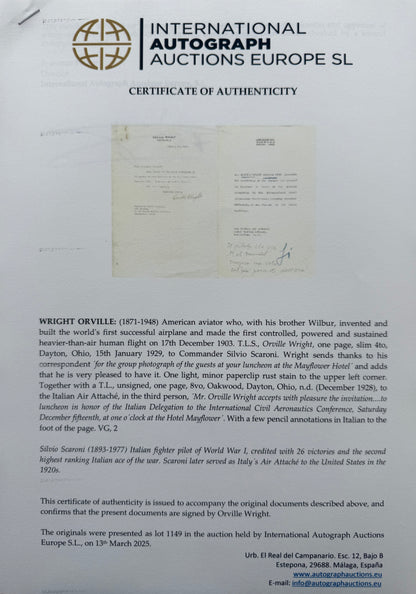 INTERNATIONAL
AUTOGRAPH
AUCTIONS EUROPE SL
CERTIFICATE OF AUTHENTICITY
Orville Wright
WRIGHT ORVILLE: (1871-1948) American aviator who, with his brother Wilbur, invented and
built the world's first successful airplane and made the first controlled, powered and sustained
heavier-than-air human flight on 17th December 1903. T.L.S., Orville Wright, one page, slim 4to,
Dayton, Ohio, 15th January 1929, to Commander Silvio Scaroni. Wright sends thanks to his
correspondent ´for the group photograph of the guests at your luncheon at the Mayflower Hotel´ and
adds that he is very pleased to have it. One light, minor paperclip rust stain to the upper left corner.
Together with a T.L., unsigned, one page, 8vo, Oakwood, Dayton, n.d. (December 1928), to
the Italian Air Attaché, in the third person, ´Mr. Orville Wright accepts with pleasure the invitation....to
luncheon in honor of the Italian Delegation to the International Civil Aeronautics Conference, Saturday
December fifteenth, at one o´clock at the Hotel Mayflower´. With a few pencil annotations in Italian to the
foot of the page. VG, 2
Silvio Scaroni (1893-1977) Italian fighter pilot of World War I, credited with 26 victories and the second
highest ranking Italian ace of the war. Scaroni later served as Italy´s Air Attaché to the United States in the
1920s.
This certificate of authenticity is issued to accompany the original documents described above, and
confirms that the present documents are signed by Orville Wright.
The originals were presented as lot 1149 in the auction held by International Autograph Auctions
Europe S.L., on 13th March 2025.
Urb. El Real del Campanario. Esc. 12, Bajo B
Estepona, 29688. Málaga, España
www.autographauctions.eu
E-mail: info@autographauctions.eu